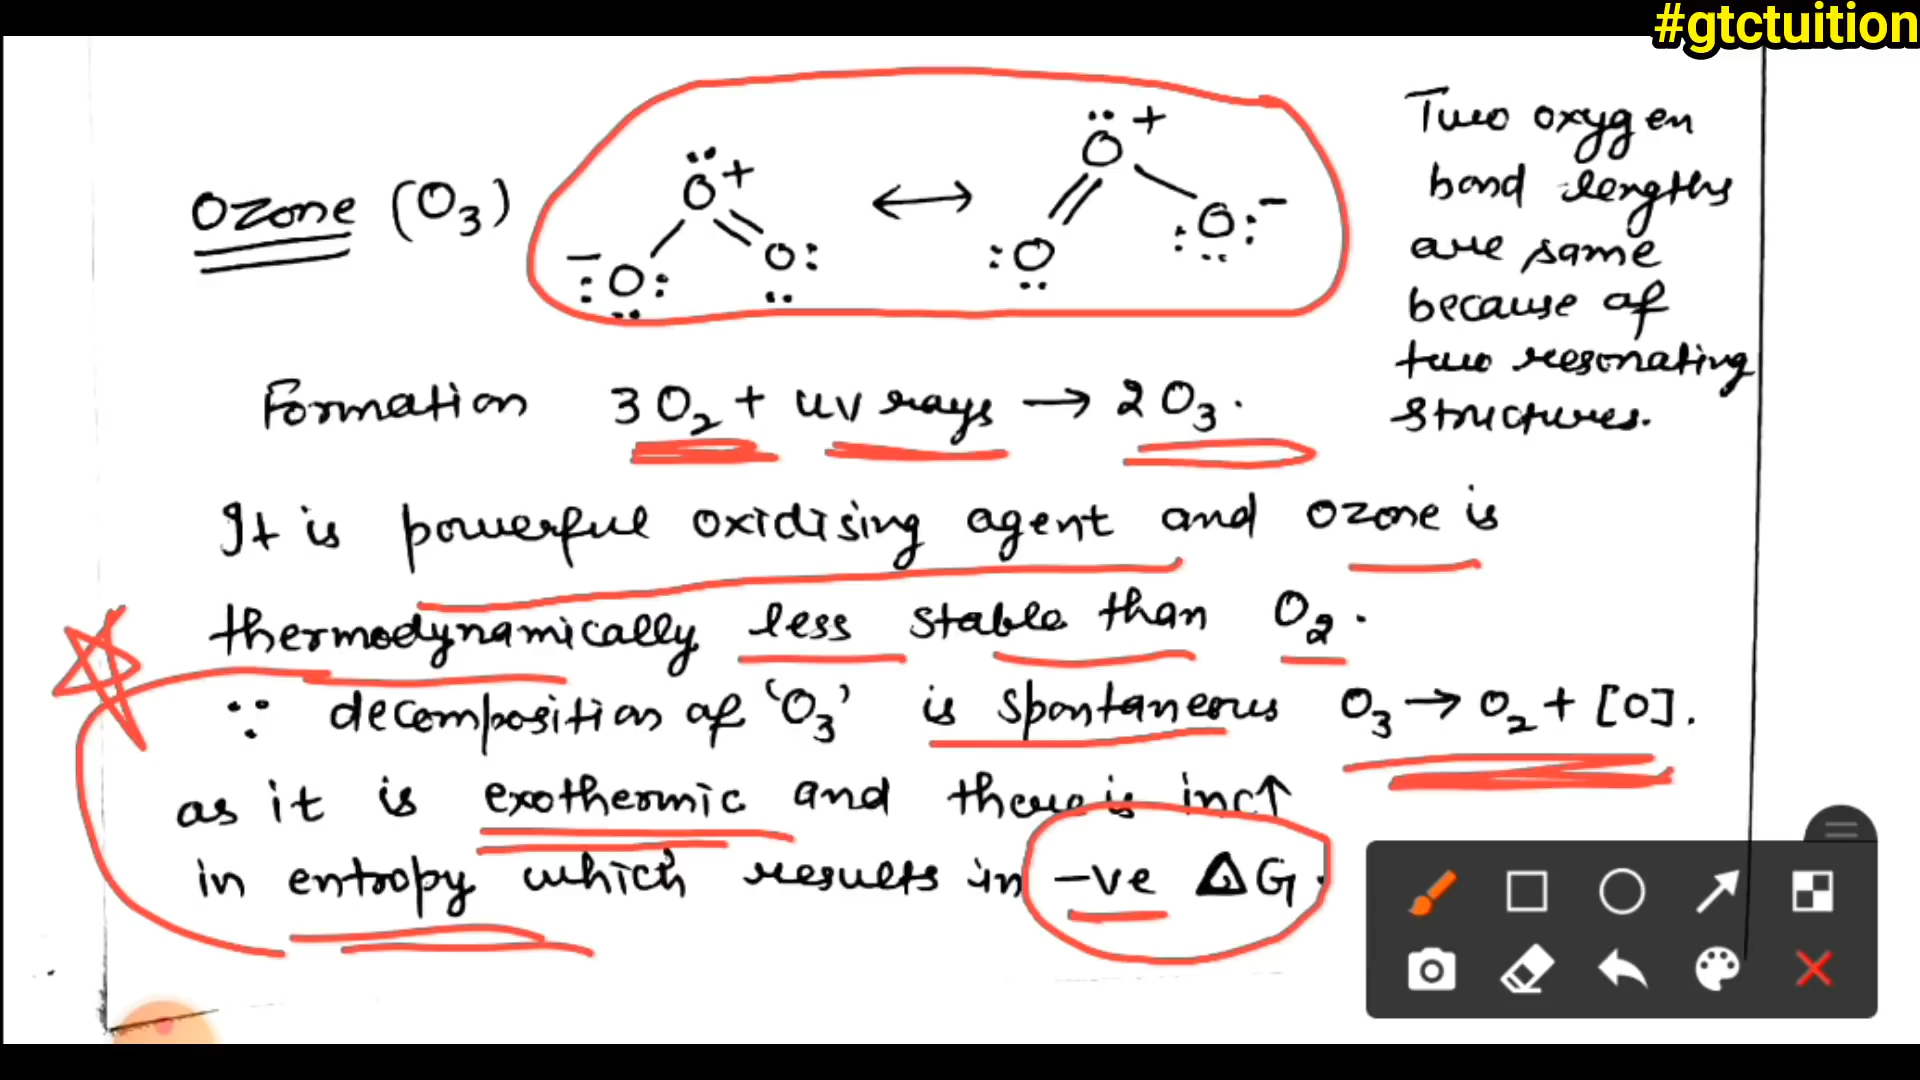 #gtctuition
Ozone (O3)
Ö+ Ö+
-O: O: ↔ :O :O:-
Two oxygen
bond lengths
are same
because of
two resonating
structures.
Formation 3O2 + uv rays → 2O3.
It is powerful oxidising agent and ozone is
thermodynamically less stable than O2.
∵ decomposition of 'O3' is spontaneous O3 → O2 + [O].
as it is exothermic and there is inc↑
in entropy which results in -ve ΔG.